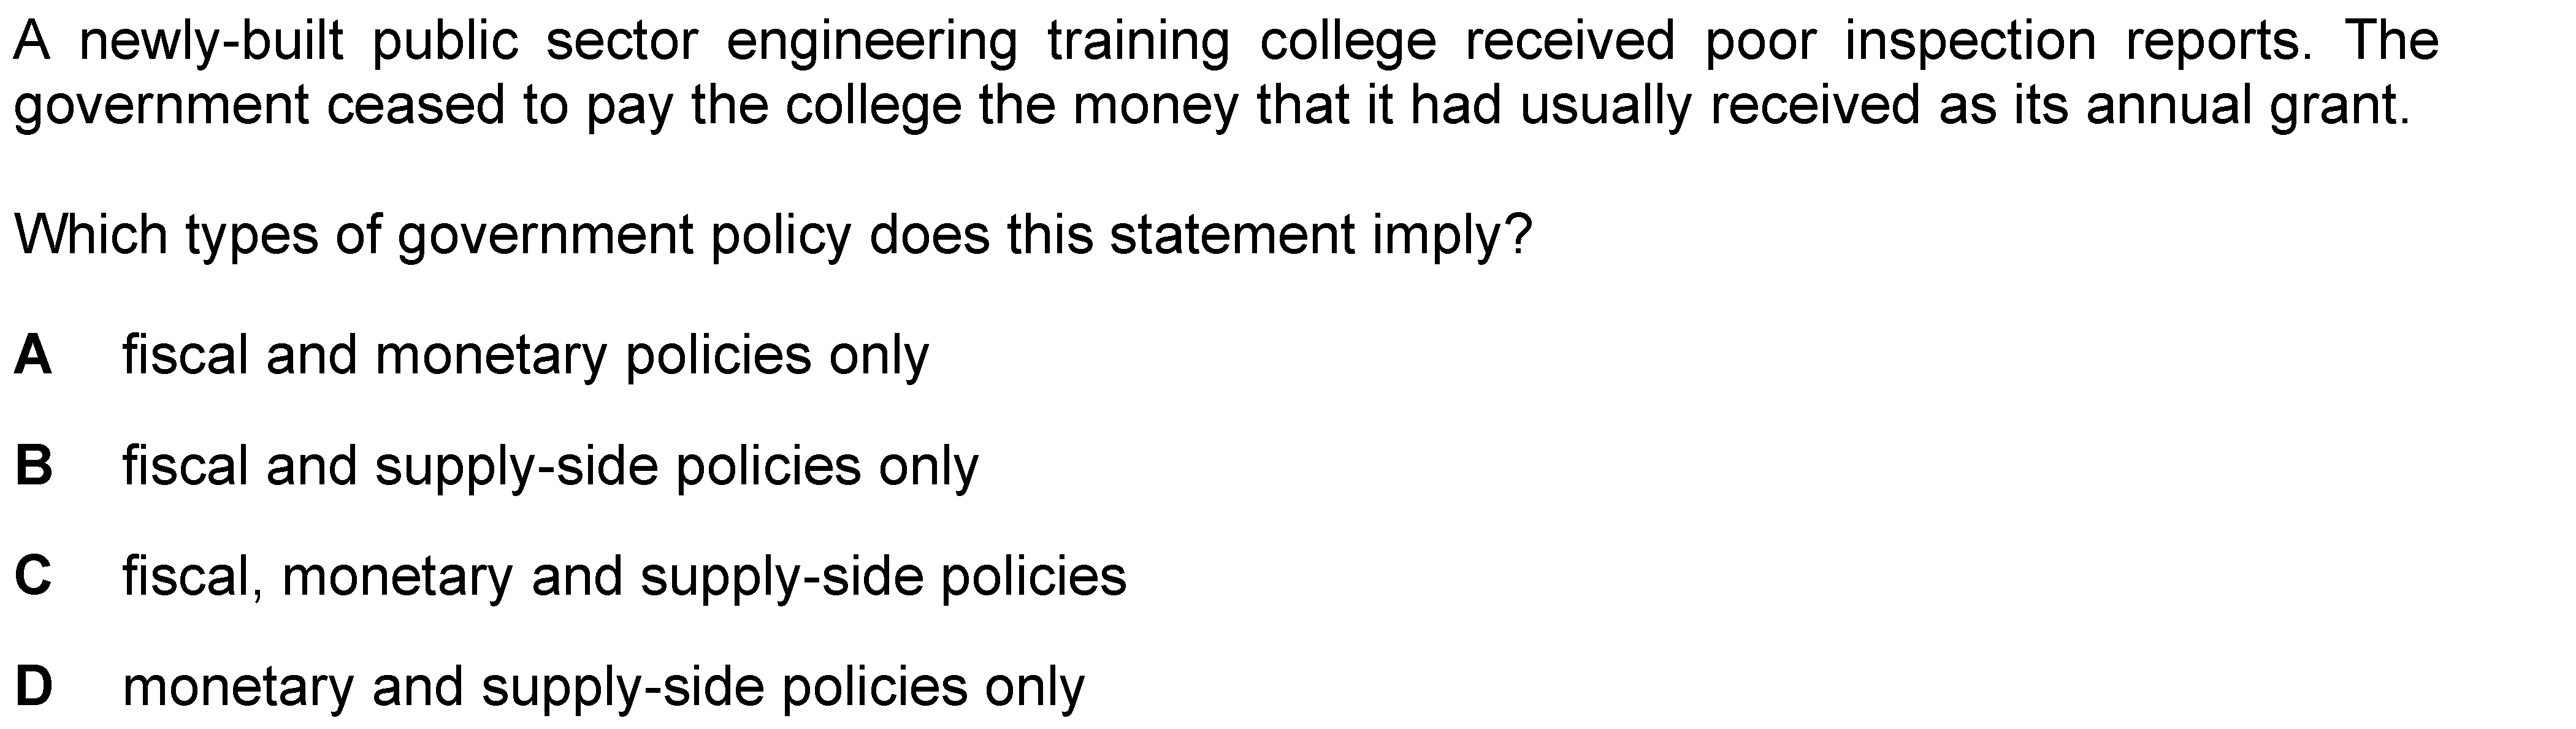 A newly-built public sector engineering training college received poor inspection reports. The
government ceased to pay the college the money that it had usually received as its annual grant.
Which types of government policy does this statement imply?
A fiscal and monetary policies only
B fiscal and supply-side policies only
C fiscal, monetary and supply-side policies
D monetary and supply-side policies only